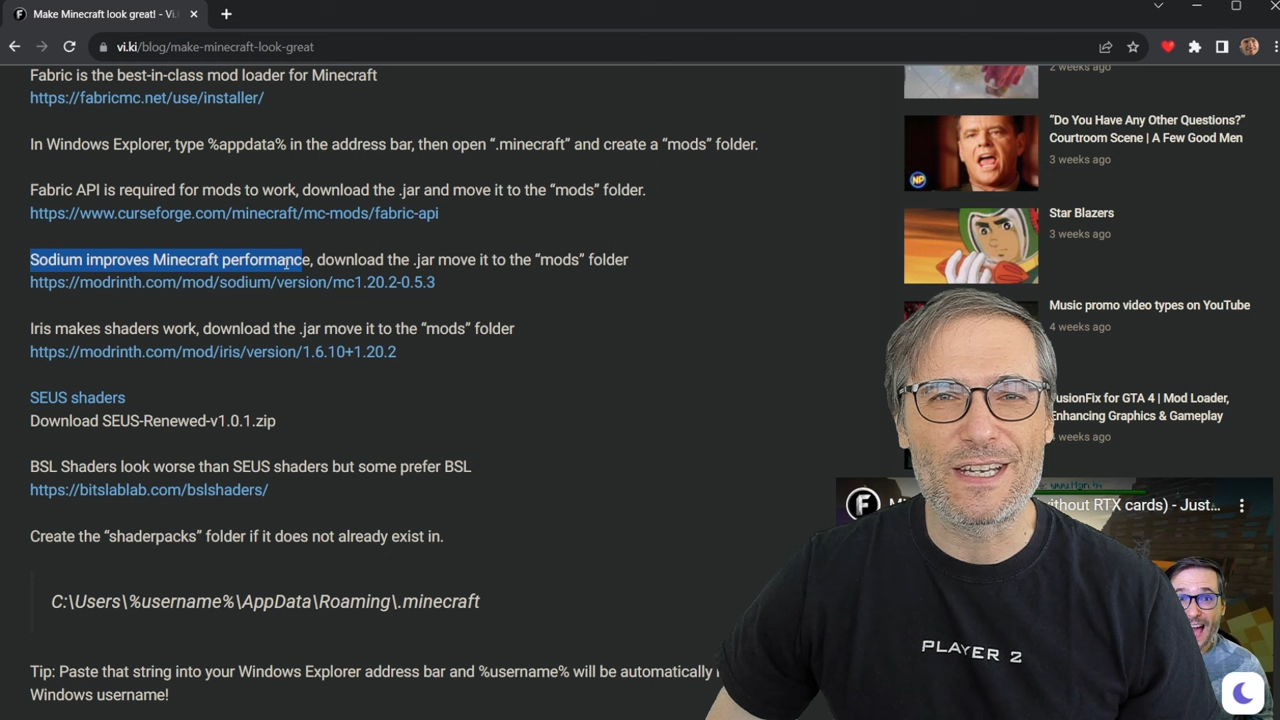 Make Minecraft look great! - Vi.
vi.ki/blog/make-minecraft-look-great
Fabric is the best-in-class mod loader for Minecraft
https://fabricmc.net/use/installer/
In Windows Explorer, type %appdata% in the address bar, then open “.minecraft” and create a “mods” folder.
Fabric API is required for mods to work, download the .jar and move it to the “mods” folder.
https://www.curseforge.com/minecraft/mc-mods/fabric-api
Sodium improves Minecraft performance, download the .jar move it to the “mods” folder
https://modrinth.com/mod/sodium/version/mc1.20.2-0.5.3
Iris makes shaders work, download the .jar move it to the “mods” folder
https://modrinth.com/mod/iris/version/1.6.10+1.20.2
SEUS shaders
Download SEUS-Renewed-v1.0.1.zip
BSL Shaders look worse than SEUS shaders but some prefer BSL
https://bitslablab.com/bslshaders/
Create the “shaderpacks” folder if it does not already exist in.
C:\Users\%username%\AppData\Roaming\.minecraft
Tip: Paste that string into your Windows Explorer address bar and %username% will be automatically
Windows username!
2 weeks ago
“Do You Have Any Other Questions?”
Courtroom Scene | A Few Good Men
3 weeks ago
NP
Star Blazers
3 weeks ago
Music promo video types on YouTube
4 weeks ago
usionFix for GTA 4 | Mod Loader,
Enhancing Graphics & Gameplay
weeks ago
F
without RTX cards) - Just...
PLAYER 2